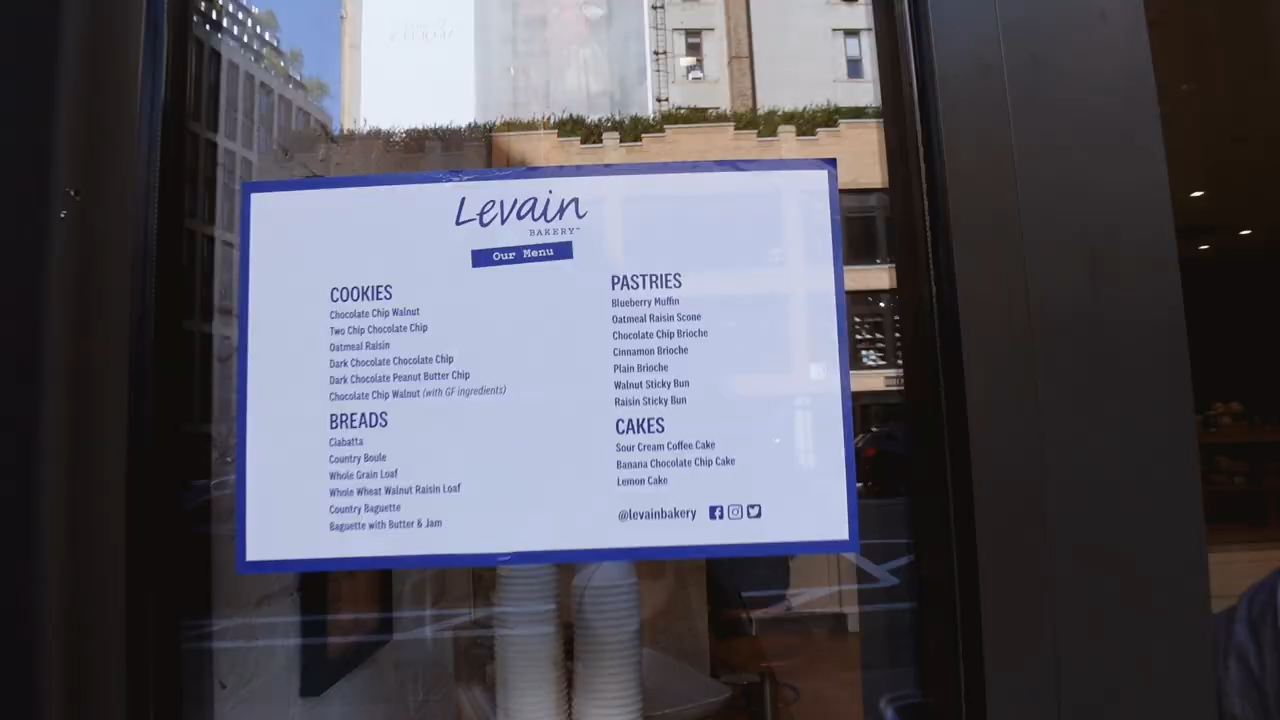 Levain
BAKERY™
Our Menu
COOKIES
Chocolate Chip Walnut
Two Chip Chocolate Chip
Oatmeal Raisin
Dark Chocolate Chocolate Chip
Dark Chocolate Peanut Butter Chip
Chocolate Chip Walnut (with GF ingredients)
BREADS
Ciabatta
Country Boule
Whole Grain Loaf
Whole Wheat Walnut Raisin Loaf
Country Baguette
Baguette with Butter & Jam
PASTRIES
Blueberry Muffin
Oatmeal Raisin Scone
Chocolate Chip Brioche
Cinnamon Brioche
Plain Brioche
Walnut Sticky Bun
Raisin Sticky Bun
CAKES
Sour Cream Coffee Cake
Banana Chocolate Chip Cake
Lemon Cake
@levainbakery